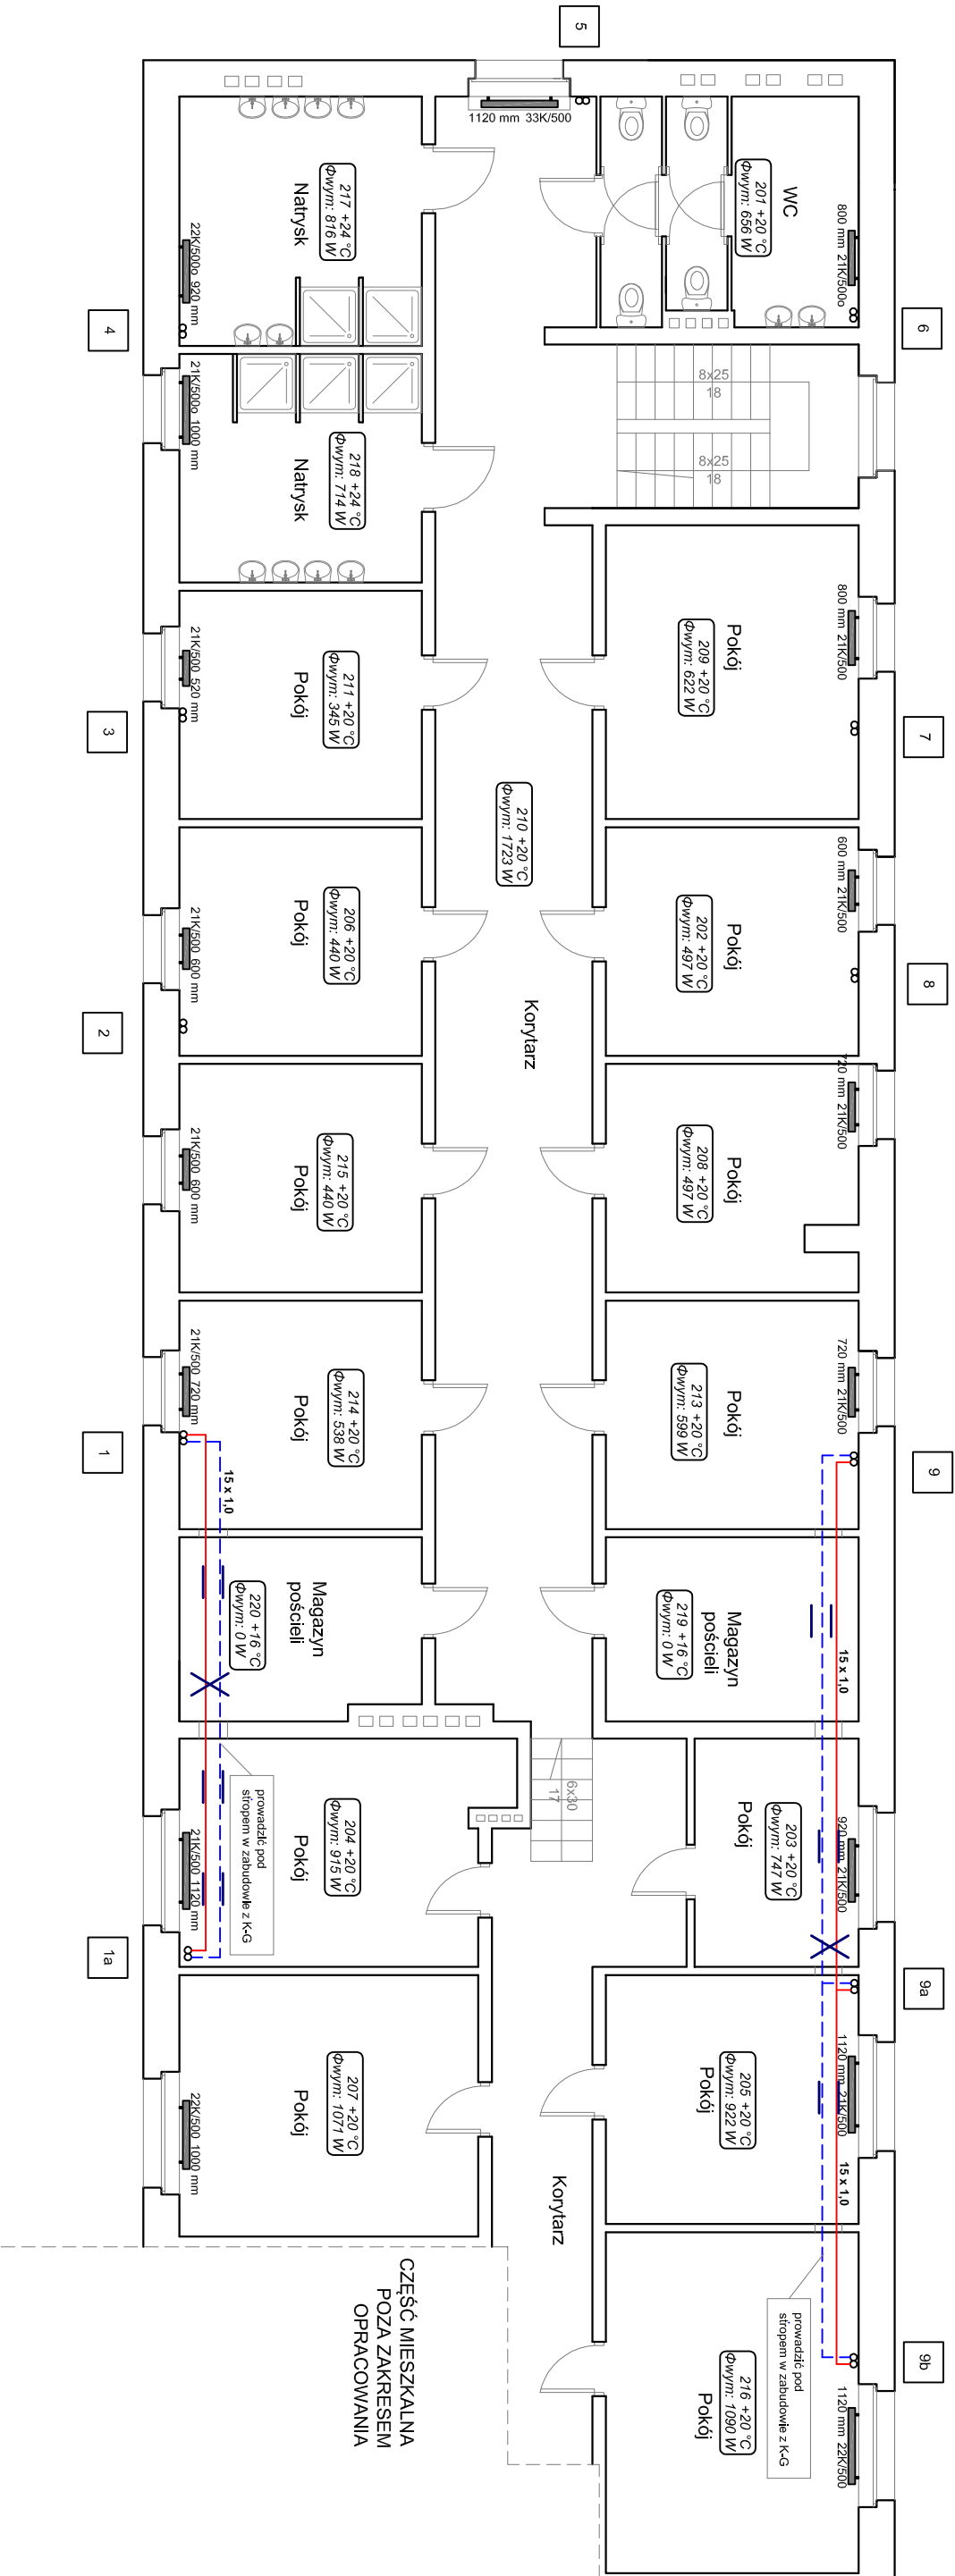 5
1120 mm 33K/500
WC
201 +20 °C
Φwym: 656 W
800 mm 21K/500o
6
217 +24 °C
Φwym: 816 W
Natrysk
22K/500o 920 mm
4
8x25
18
8x25
18
21K/500o 1000 mm
218 +24 °C
Φwym: 714 W
Natrysk
Pokój
209 +20 °C
Φwym: 622 W
800 mm 21K/500
7
211 +20 °C
Φwym: 345 W
Pokój
21K/500 520 mm
3
210 +20 °C
Φwym: 1723 W
Korytarz
Pokój
202 +20 °C
Φwym: 497 W
600 mm 21K/500
8
206 +20 °C
Φwym: 440 W
Pokój
21K/500 600 mm
2
Pokój
208 +20 °C
Φwym: 497 W
720 mm 21K/500
215 +20 °C
Φwym: 440 W
Pokój
21K/500 600 mm
Pokój
213 +20 °C
Φwym: 599 W
720 mm 21K/500
9
214 +20 °C
Φwym: 538 W
Pokój
21K/500 720 mm
1
15 x 1,0
Magazyn
pościeli
219 +16 °C
Φwym: 0 W
15 x 1,0
Magazyn
pościeli
220 +16 °C
Φwym: 0 W
6x30
17
203 +20 °C
Φwym: 747 W
Pokój
920 mm 21K/500
9a
204 +20 °C
Φwym: 915 W
Pokój
prowadzić pod
stropem w zabudowie z K-G
21K/500 1120 mm
1a
205 +20 °C
Φwym: 922 W
Pokój
1120 mm 21K/500
15 x 1,0
207 +20 °C
Φwym: 1071 W
Pokój
22K/500 1000 mm
Korytarz
216 +20 °C
Φwym: 1090 W
Pokój
prowadzić pod
stropem w zabudowie z K-G
1120 mm 22K/500
9b
CZĘŚĆ MIESZKALNA
POZA ZAKRESEM
OPRACOWANIA